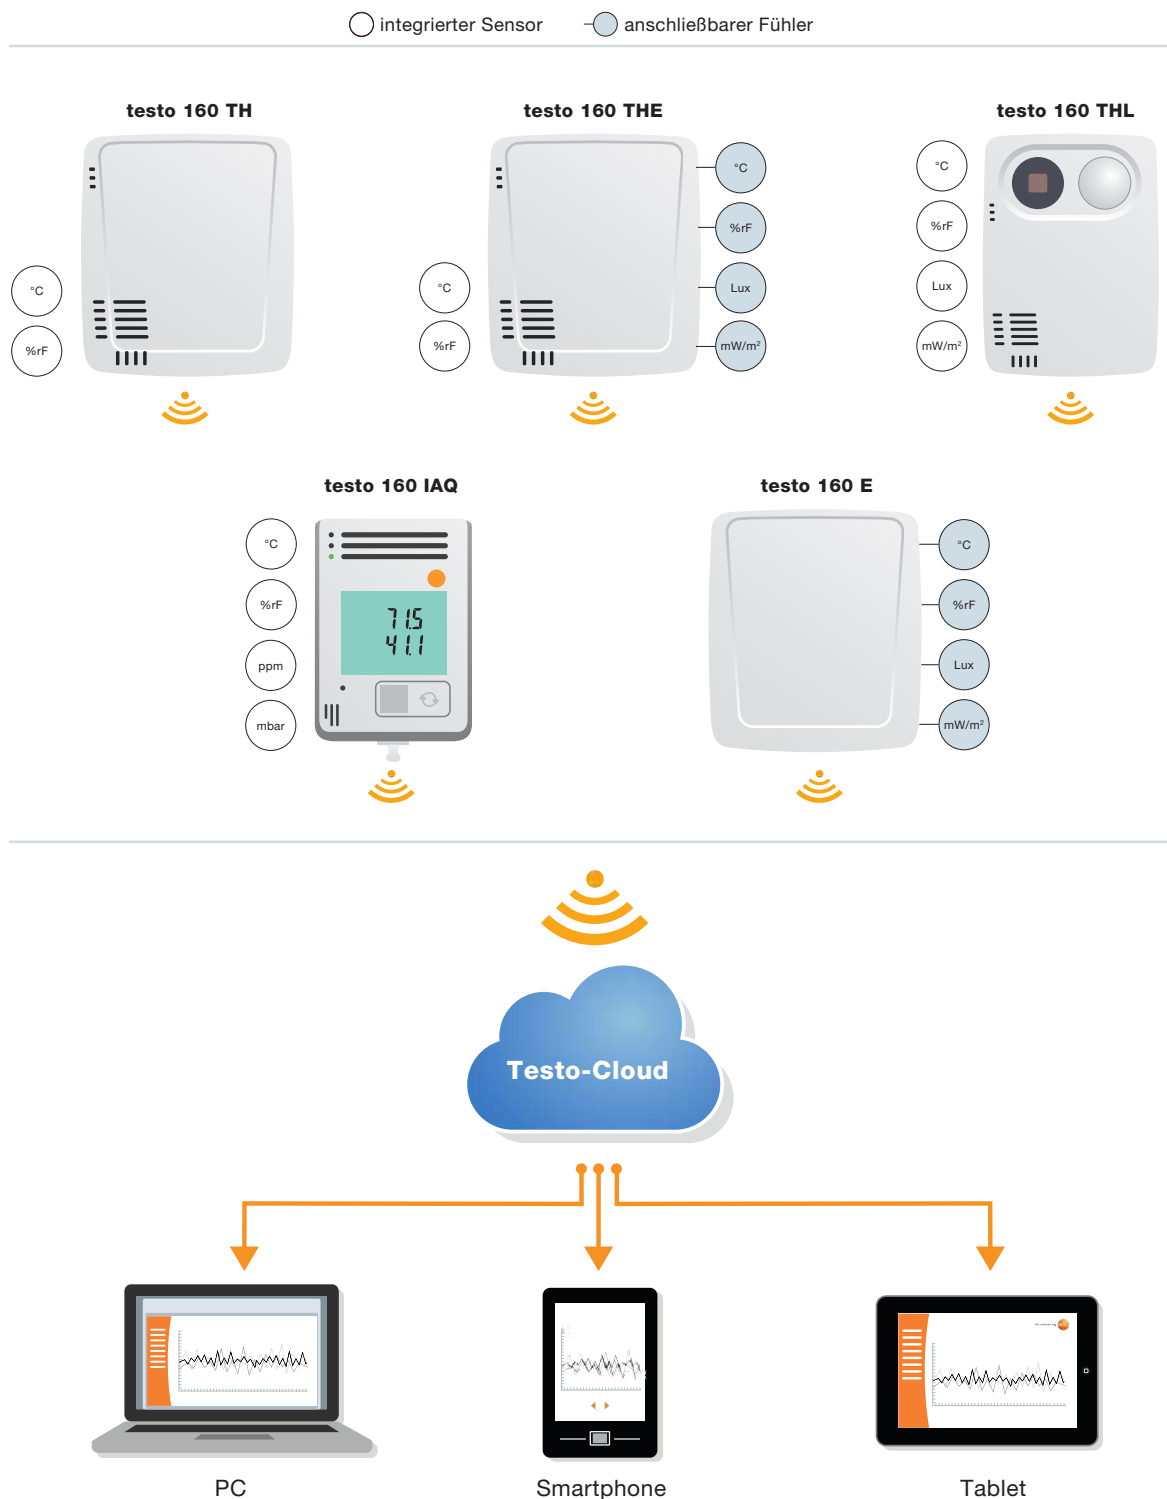 integrierter Sensor
anschließbarer Fühler
testo 160 TH
testo 160 THE
testo 160 THL
°C
%rF
°C
%rF
°C
%rF
Lux
mW/m²
°C
%rF
Lux
mW/m²
testo 160 IAQ
testo 160 E
°C
%rF
ppm
mbar
71.5
41.1
°C
%rF
Lux
mW/m²
Testo-Cloud
PC
Smartphone
Tablet